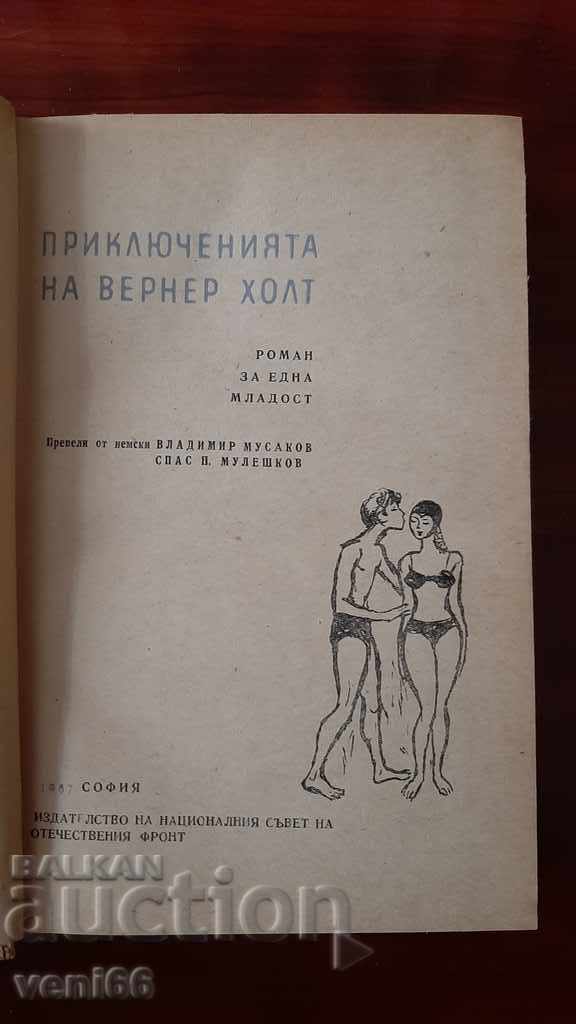 ПРИКЛЮЧЕНИЯТА
НА ВЕРНЕР ХОЛТ
РОМАН
ЗА ЕДНА
МЛАДОСТ
Превели от немски ВЛАДИМИР МУСАКОВ
СПАС Н. МУЛЕШКОВ
1967 СОФИЯ
ИЗДАТЕЛСТВО НА НАЦИОНАЛНИЯ СЪВЕТ НА
ОТЕЧЕСТВЕНИЯ ФРОНТ
BALKAN
auction
veni66